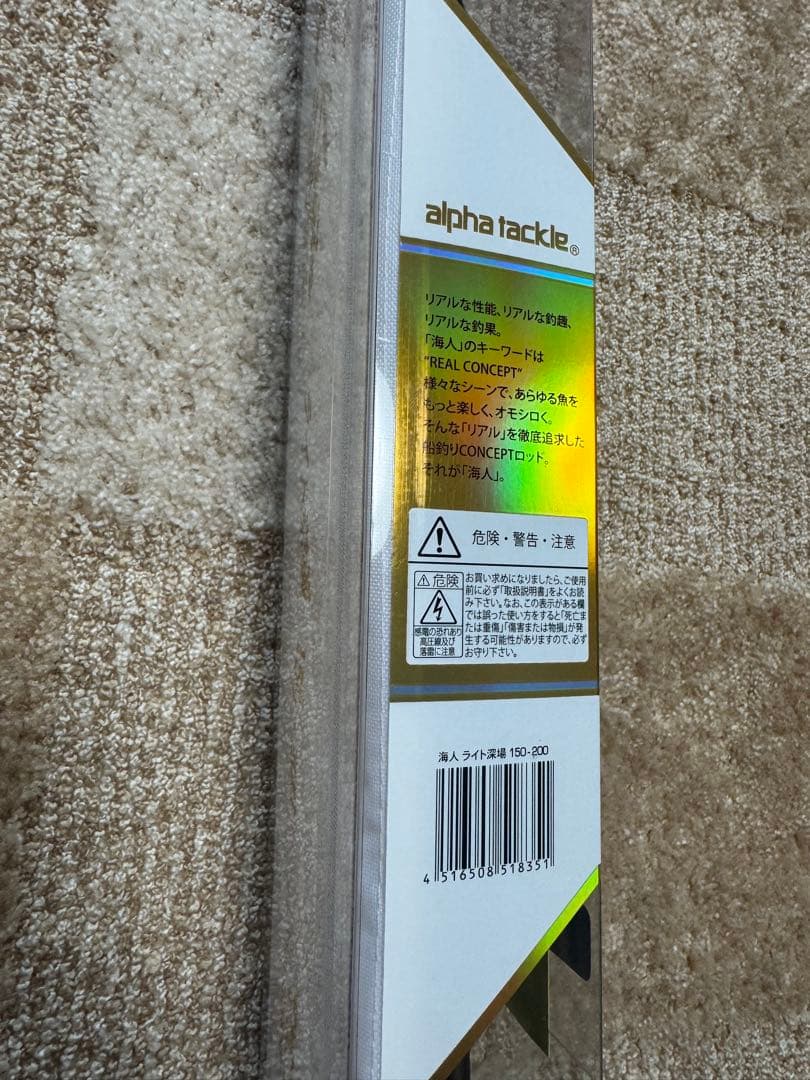 alpha tackle®
リアルな性能、リアルな釣趣、
リアルな釣果。
「海人」のキーワードは
"REAL CONCEPT"
様々なシーンで、あらゆる魚を
もっと楽しく、オモシロく。
そんな「リアル」を徹底追求した
船釣りCONCEPTロッド。
それが「海人」。
危険・警告・注意
危険
感電の恐れあり
高圧線及び
落雷に注意
お買い求めになりましたら、ご使用
前に必ず「取扱説明書」をよくお読
み下さい。なお、この表示がある欄
では誤った使い方をすると「死亡ま
たは重傷」「傷害または物損」が発
生する可能性がありますので、必ず
お守り下さい。
海人 ライト深場 150-200
4 516508 518351